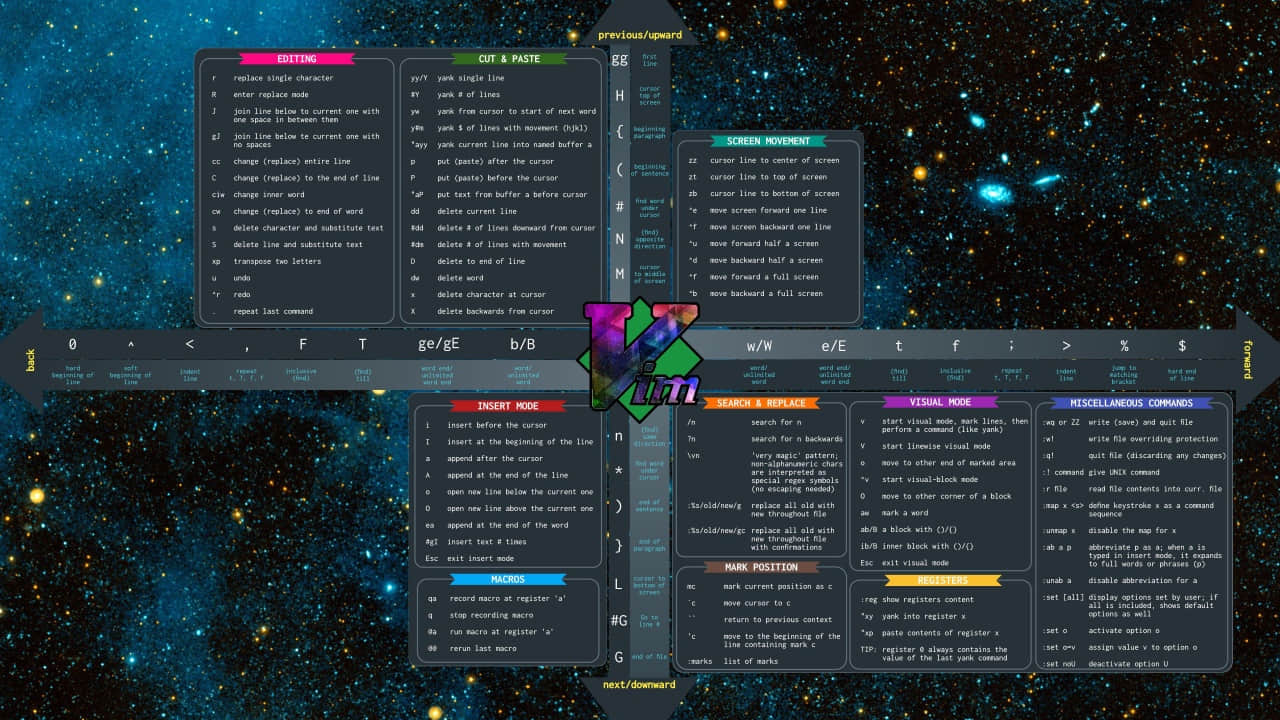 previous/upward
EDITING
r replace single character
R enter replace mode
J join line below to current one with
one space in between them
gJ join line below te current one with
no spaces
cc change (replace) entire line
C change (replace) to the end of line
ciw change inner word
cw change (replace) to end of word
s delete character and substitute text
S delete line and substitute text
xp transpose two letters
u undo
^r redo
. repeat last command
CUT & PASTE
yy/Y yank single line
#Y yank # of lines
yw yank from cursor to start of next word
y#m yank $ of lines with movement (hjkl)
"ayy yank current line into named buffer a
p put (paste) after the cursor
P put (paste) before the cursor
"aP put text from buffer a before cursor
dd delete current line
#dd delete # of lines downward from cursor
#dm delete # of lines with movement
D delete to end of line
dw delete word
x delete character at cursor
X delete backwards from cursor
gg first
line
H cursor
top of
screen
{ beginning
paragraph
( beginning
of sentence
# find word
under
cursor
N (find)
opposite
direction
M cursor
to middle
of screen
SCREEN MOVEMENT
zz cursor line to center of screen
zt cursor line to top of screen
zb cursor line to bottom of screen
^e move screen forward one line
^f move screen backward one line
^u move forward half a screen
^d move backward half a screen
^f move forward a full screen
^b move backward a full screen
back
0 ^ < , F T ge/gE b/B
hard
beginning of
line
soft
beginning of
line
indent
line
repeat
t, T, f, F
inclusive
(find)
(find)
till
word end/
unlimited
word end
word/
unlimited
word
Vim
w/W e/E t f ; > % $
word/
unlimited
word
word end/
unlimited
word end
(find)
till
inclusive
(find)
repeat
t, T, f, F
indent
line
jump to
matching
bracket
hard end
of line
forward
INSERT MODE
i insert before the cursor
I insert at the beginning of the line
a append after the cursor
A append at the end of the line
o open new line below the current one
O open new line above the current one
ea append at the end of the word
#gI insert text # times
Esc exit insert mode
MACROS
qa record macro at register 'a'
q stop recording macro
@a run macro at register 'a'
@@ rerun last macro
n (find)
same
direction
* find word
under
cursor
) end of
sentence
} end of
paragraph
L cursor to
bottom of
screen
#G Go to
line #
G end of file
next/downward
SEARCH & REPLACE
/n search for n
?n search for n backwards
\vn 'very magic' pattern;
non-alphanumeric chars
are interpreted as
special regex symbols
(no escaping needed)
:%s/old/new/g replace all old with
new throughout file
:%s/old/new/gc replace all old with
new throughout file
with confirmations
MARK POSITION
mc mark current position as c
`c move cursor to c
`` return to previous context
'c move to the beginning of the
line containing mark c
:marks list of marks
VISUAL MODE
v start visual mode, mark lines, then
perform a command (like yank)
V start linewise visual mode
o move to other end of marked area
^v start visual-block mode
O move to other corner of a block
aw mark a word
ab/B a block with ()/{}
ib/B inner block with ()/{}
Esc exit visual mode
REGISTERS
:reg show registers content
"xy yank into register x
"xp paste contents of register x
TIP: register 0 always contains the
value of the last yank command
MISCELLANEOUS COMMANDS
:wq or ZZ write (save) and quit file
:w! write file overriding protection
:q! quit file (discarding any changes)
:! command give UNIX command
:r file read file contents into curr. file
:map x <s> define keystroke x as a command
sequence
:unmap x disable the map for x
:ab a p abbreviate p as a; when a is
typed in insert mode, it expands
to full words or phrases (p)
:unab a disable abbreviation for a
:set [all] display options set by user; if
all is included, shows default
options as well
:set o activate option o
:set o=v assign value v to option o
:set noU deactivate option U